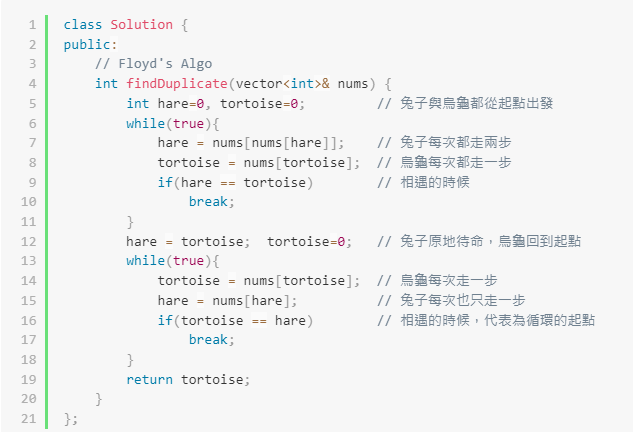 1 class Solution {
2 public:
3     // Floyd's Algo
4     int findDuplicate(vector<int>& nums) {
5         int hare=0, tortoise=0;         // 兔子與烏龜都從起點出發
6         while(true){
7             hare = nums[nums[hare]];    // 兔子每次都走兩步
8             tortoise = nums[tortoise];  // 烏龜每次都走一步
9             if(hare == tortoise)        // 相遇的時候
10                 break;
11         }
12         hare = tortoise;  tortoise=0;   // 兔子原地待命，烏龜回到起點
13         while(true){
14             tortoise = nums[tortoise];  // 烏龜每次走一步
15             hare = nums[hare];          // 兔子每次也只走一步
16             if(tortoise == hare)        // 相遇的時候，代表為循環的起點
17                 break;
18         }
19         return tortoise;
20     }
21 };